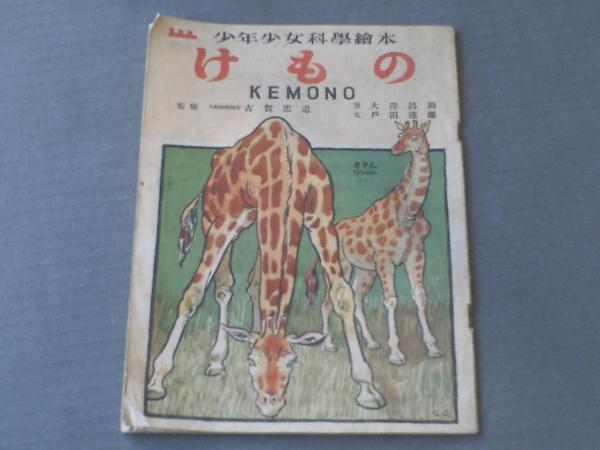 少年少女科學繪本
けもの
KEMONO
監修 古賀忠道
畫 大澤昌助
文 戸田達雄
きりん
Giraffe